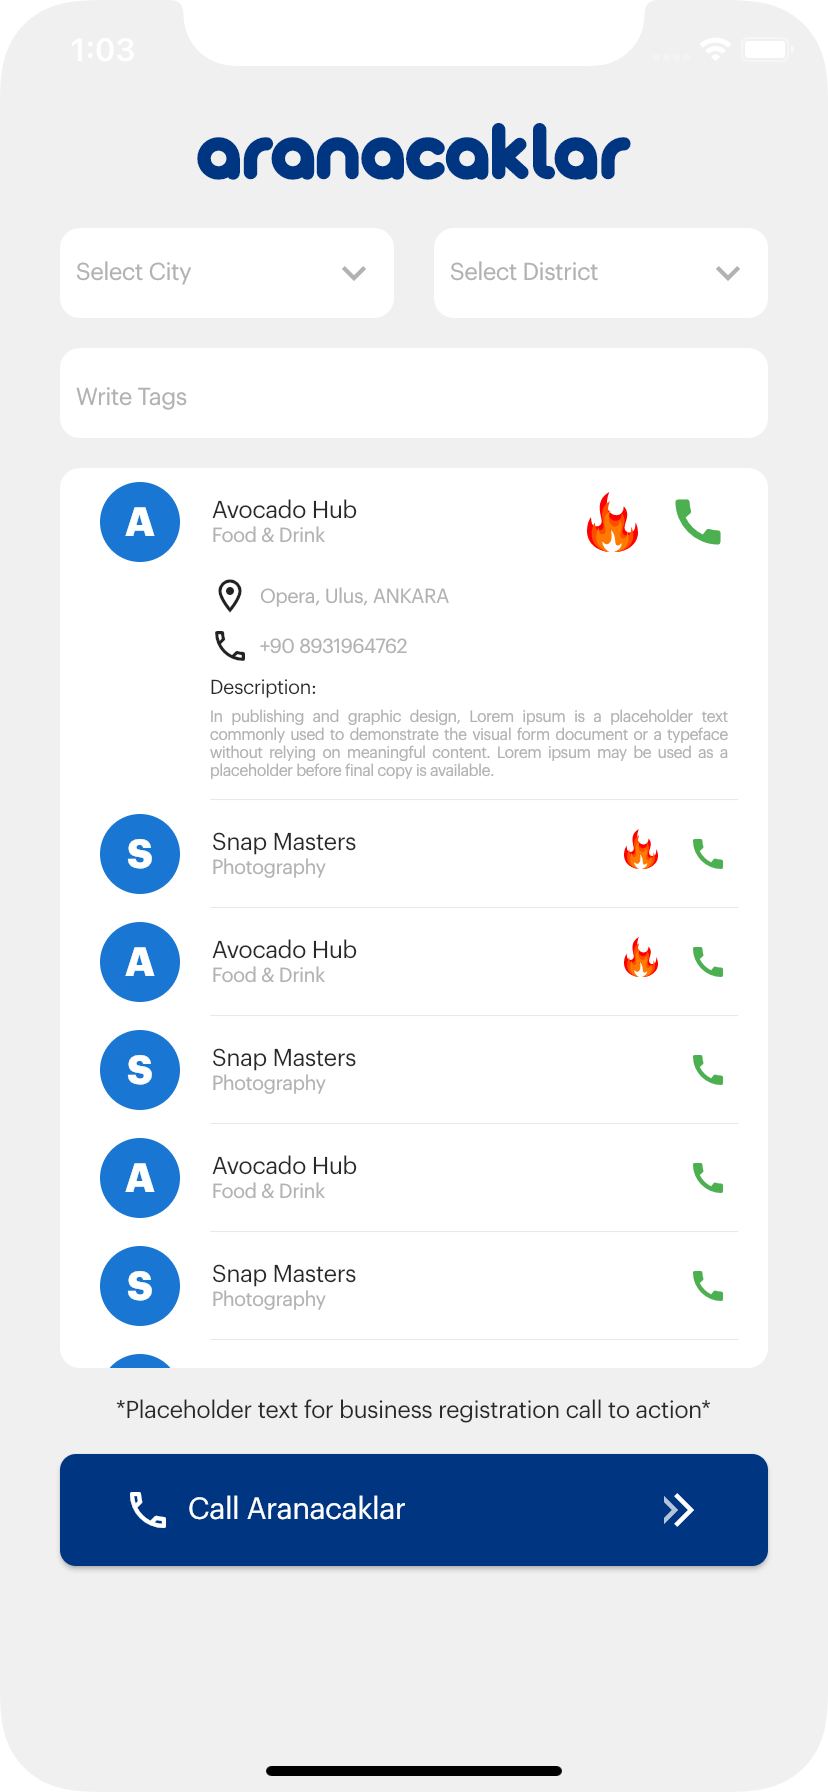 1:03
aranacaklar
Select City
Select District
Write Tags
A
Avocado Hub
Food & Drink
Opera, Ulus, ANKARA
+90 8931964762
Description:
In publishing and graphic design, Lorem ipsum is a placeholder text
commonly used to demonstrate the visual form document or a typeface
without relying on meaningful content. Lorem ipsum may be used as a
placeholder before final copy is available.
S
Snap Masters
Photography
A
Avocado Hub
Food & Drink
S
Snap Masters
Photography
A
Avocado Hub
Food & Drink
S
Snap Masters
Photography
*Placeholder text for business registration call to action*
Call Aranacaklar